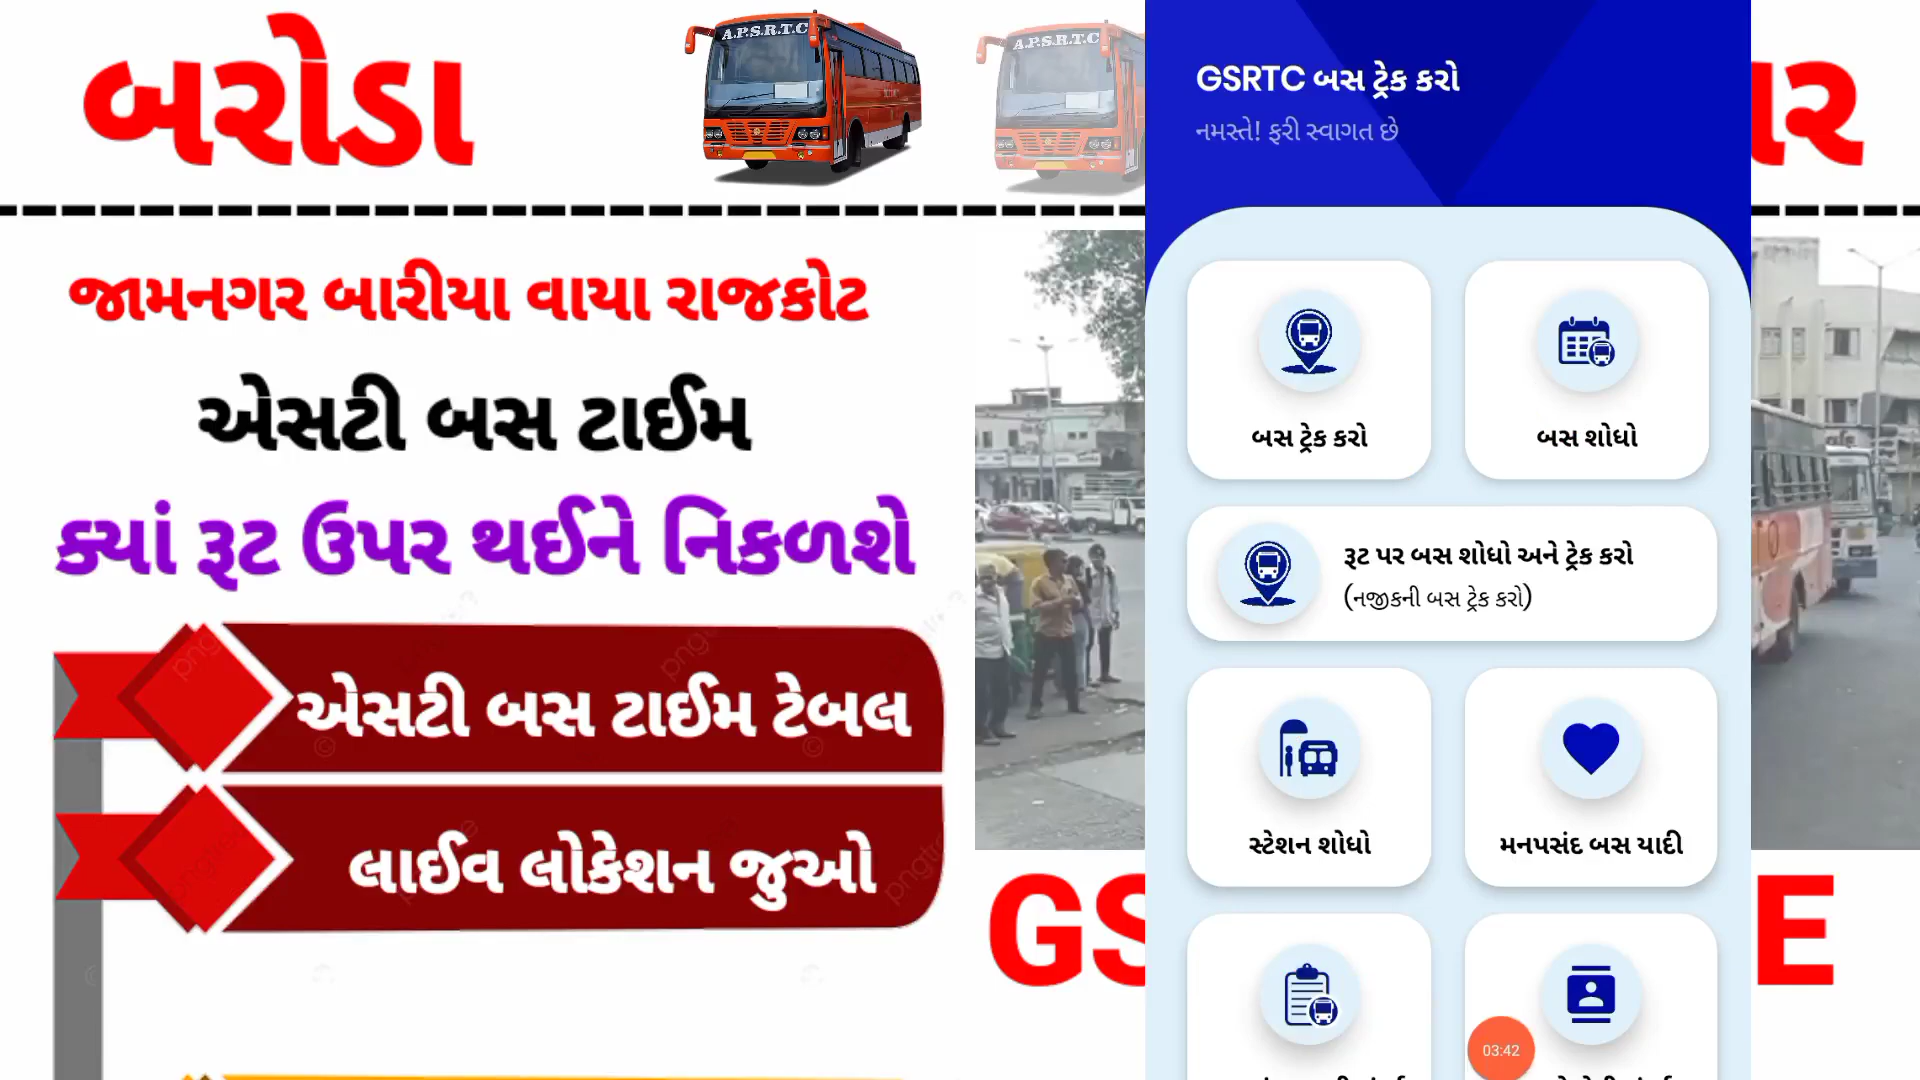 બરોડા
A.P.S.R.T.C
A.P.S.R.T.C
GSRTC બસ ટ્રેક કરો
નમસ્તે! ફરી સ્વાગત છે
જામનગર બારીયા વાયા રાજકોટ
એસટી બસ ટાઈમ
ક્યાં રૂટ ઉપર થઈને નિકળશે
એસટી બસ ટાઈમ ટેબલ
લાઈવ લોકેશન જુઓ
બસ ટ્રેક કરો
બસ શોધો
રૂટ પર બસ શોધો અને ટ્રેક કરો
(નજીકની બસ ટ્રેક કરો)
સ્ટેશન શોધો
મનપસંદ બસ યાદી
GS
E
03:42